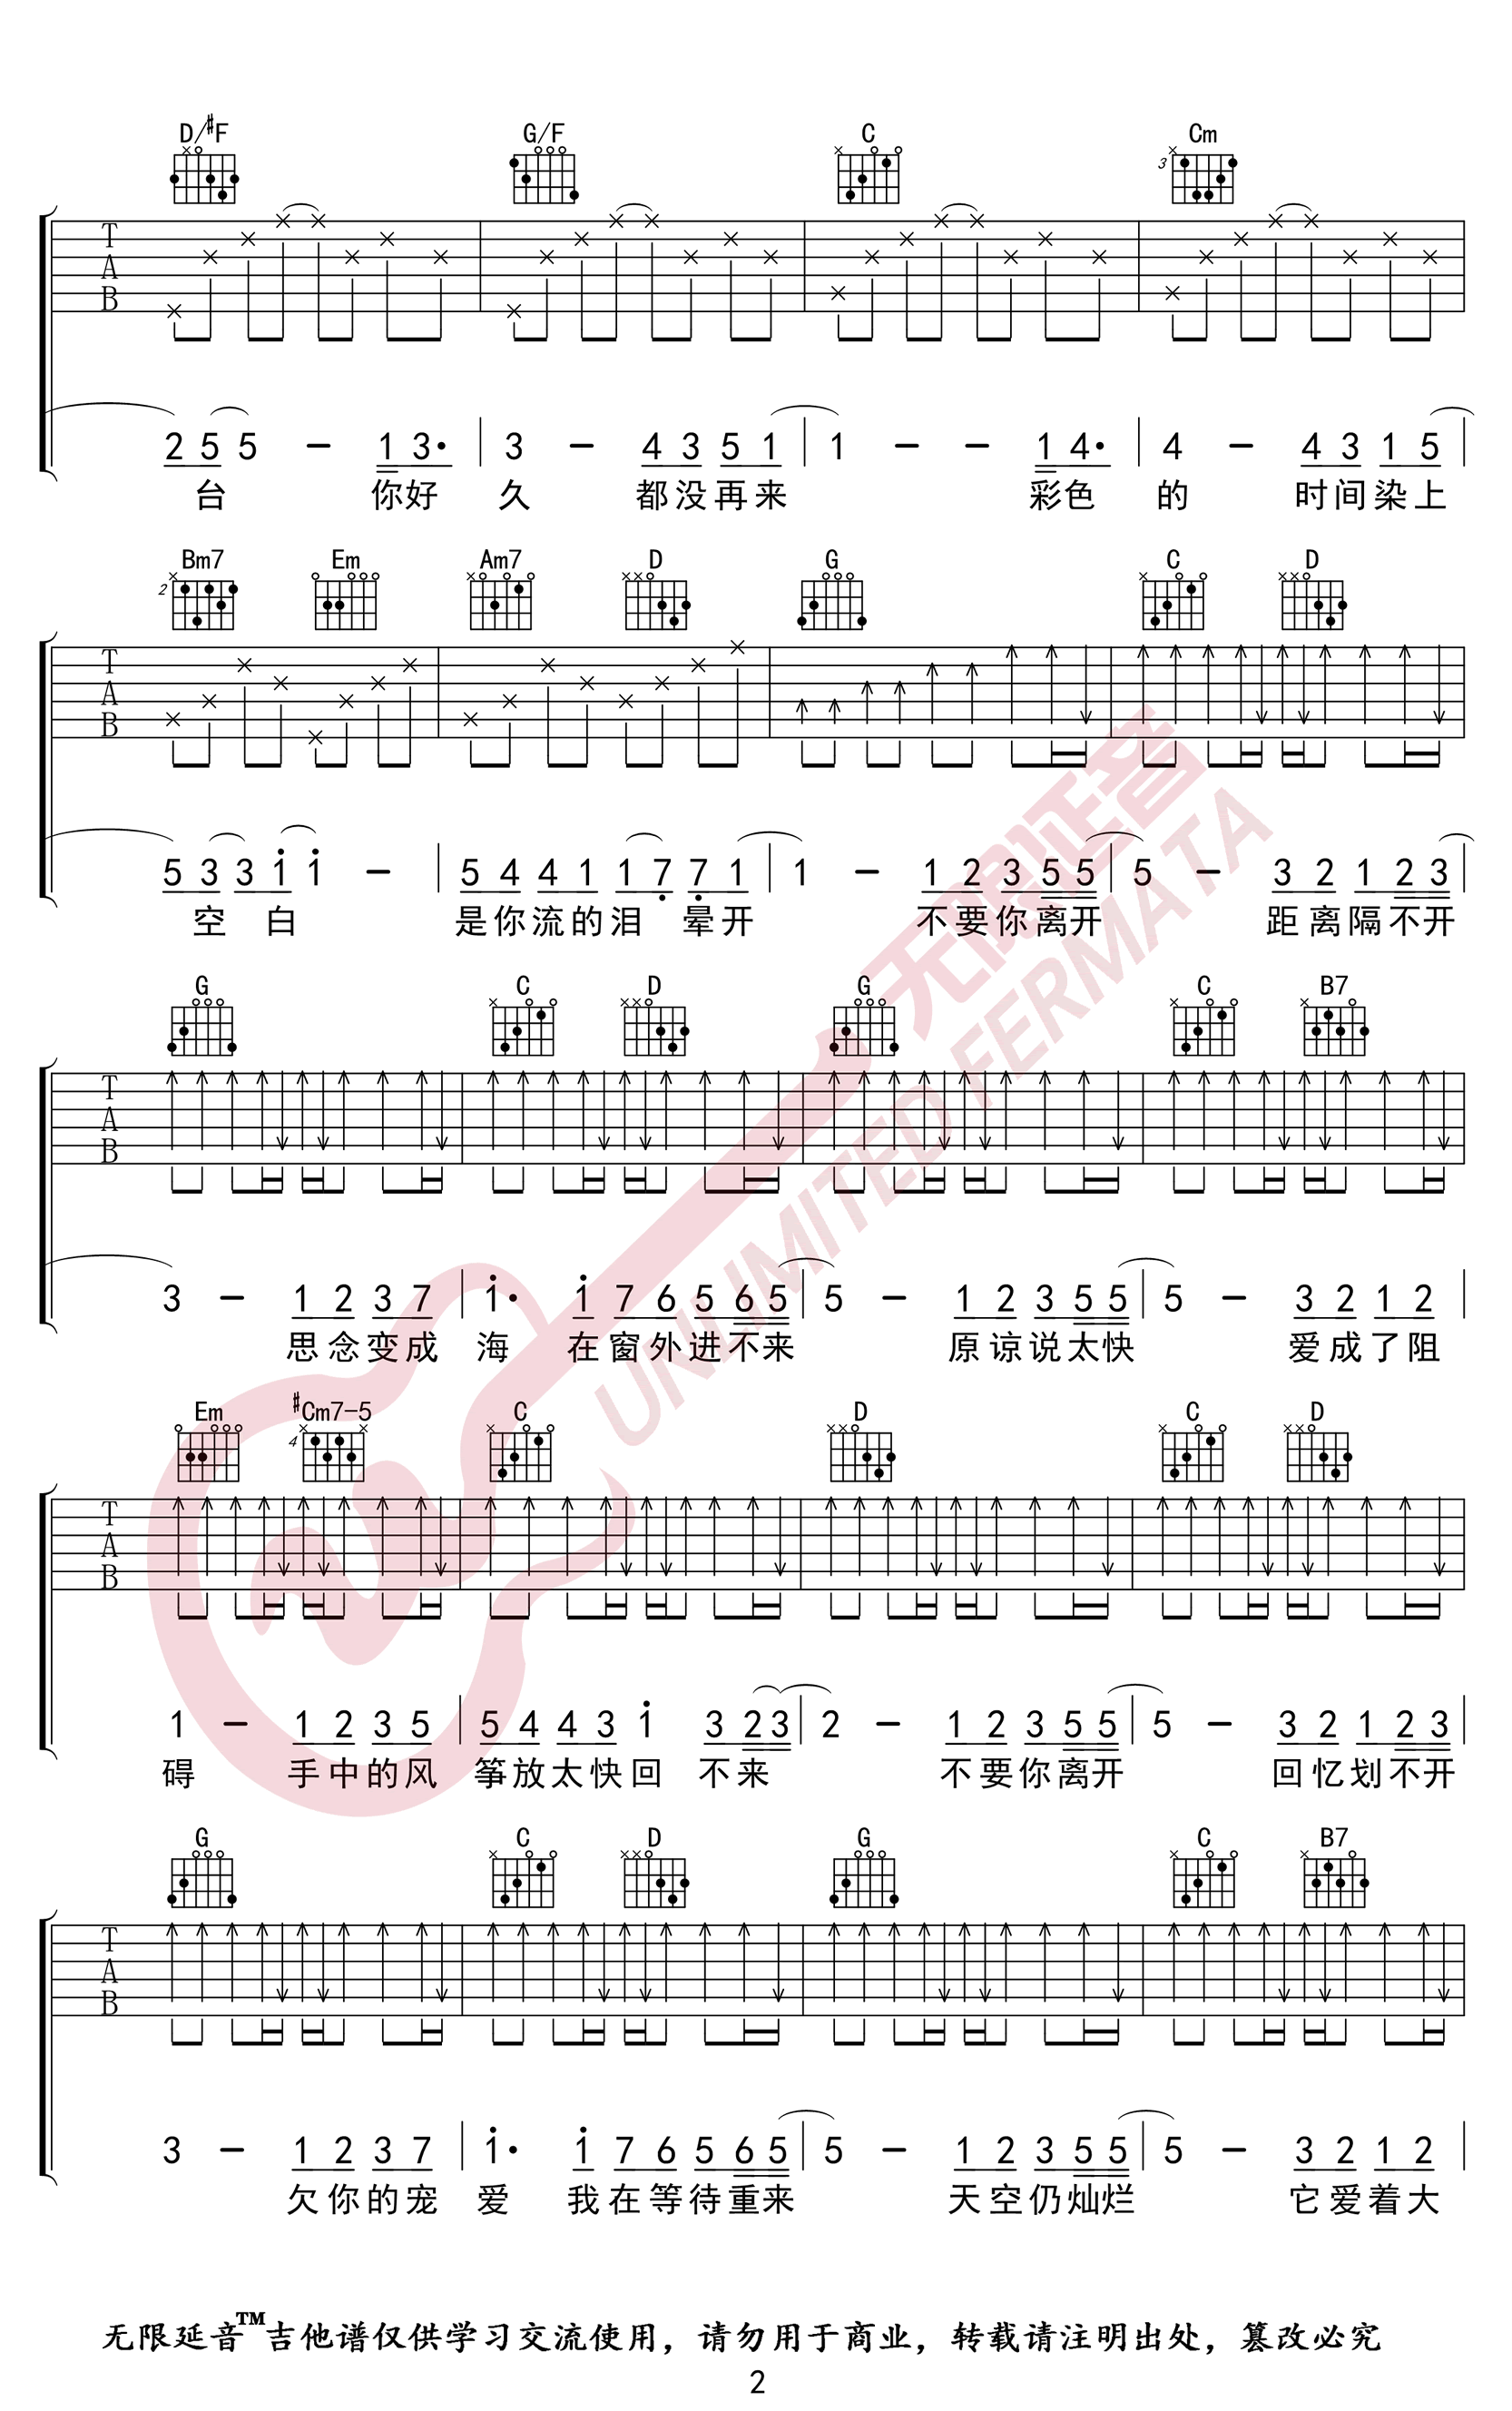 D/#F G/F C Cm
3
T
A
B
2 5 5 - 1 3· 3 - 4 3 5 1 1 - - 1 4· 4 - 4 3 1 5
台 你好 久 都没再来 彩色 的 时间染上
Bm7 Em Am7 D G C D
2
T
A
B
5 3 3 1 1 - 5 4 4 1 1 7 7 1 1 - 1 2 3 5 5 5 - 3 2 1 2 3
空 白 是你流的泪 晕开 不要你离开 距离隔不开
G C D G C B7
T
A
B
3 - 1 2 3 7 1· 1 7 6 5 6 5 5 - 1 2 3 5 5 5 - 3 2 1 2
思念变成 海 在窗外进不来 原谅说太快 爱成了阻
Em #Cm7-5 C D C D
4
T
A
B
1 - 1 2 3 5 5 4 4 3 1 3 2 3 2 - 1 2 3 5 5 5 - 3 2 1 2 3
碍 手中的风 筝放太快回 不来 不要你离开 回忆划不开
G C D G C B7
T
A
B
3 - 1 2 3 7 1· 1 7 6 5 6 5 5 - 1 2 3 5 5 5 - 3 2 1 2
欠你的宠 爱 我在等待重来 天空仍灿烂 它爱着大
无限延音
UNLIMITED FERMATA
无限延音™吉他谱仅供学习交流使用，请勿用于商业，转载请注明出处，篡改必究
2